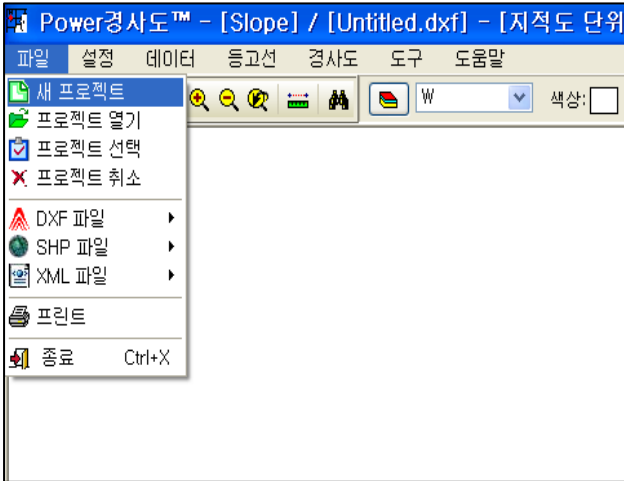 Power경사도™ - [Slope] / [Untitled.dxf] - [지적도 단위
파일 설정 데이터 등고선 경사도 도구 도움말
새 프로젝트
W 색상:
프로젝트 열기
프로젝트 선택
프로젝트 취소
DXF 파일
SHP 파일
XML 파일
프린트
종료 Ctrl+X